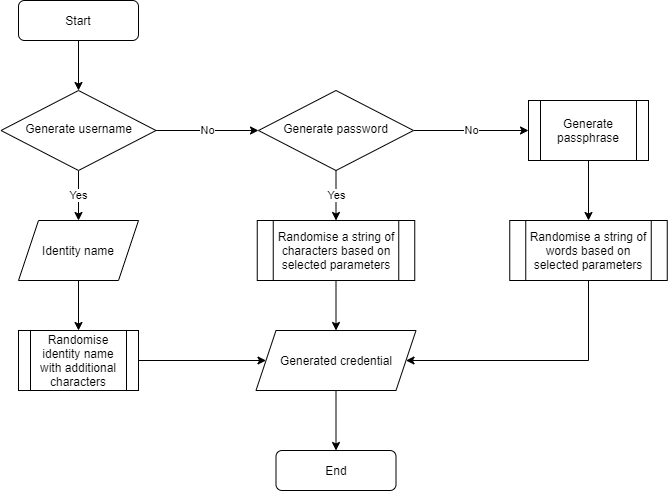 Start
Generate username
No
Generate password
No
Generate
passphrase
Yes
Yes
Identity name
Randomise a string of
characters based on
selected parameters
Randomise a string of
words based on
selected parameters
Randomise
identity name
with additional
characters
Generated credential
End